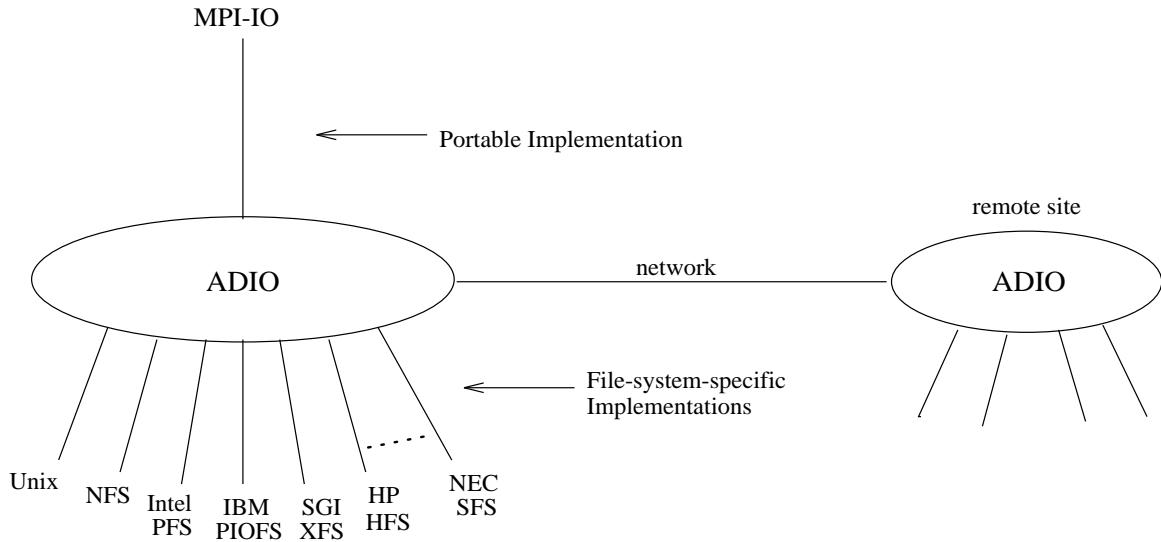 MPI-IO
Portable Implementation
remote site
ADIO
network
ADIO
File-system-specific
Implementations
Unix
NFS
Intel
PFS
IBM
PIOFS
SGI
XFS
HP
HFS
NEC
SFS